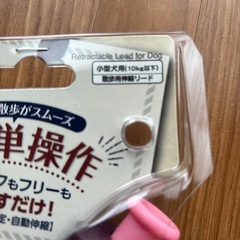 Retractable Lead for Dog
小型犬用(10kg以下)
散歩用伸縮リード
散歩がスムーズ
単操作
フもフリーも
すだけ!
定・自動伸縮】